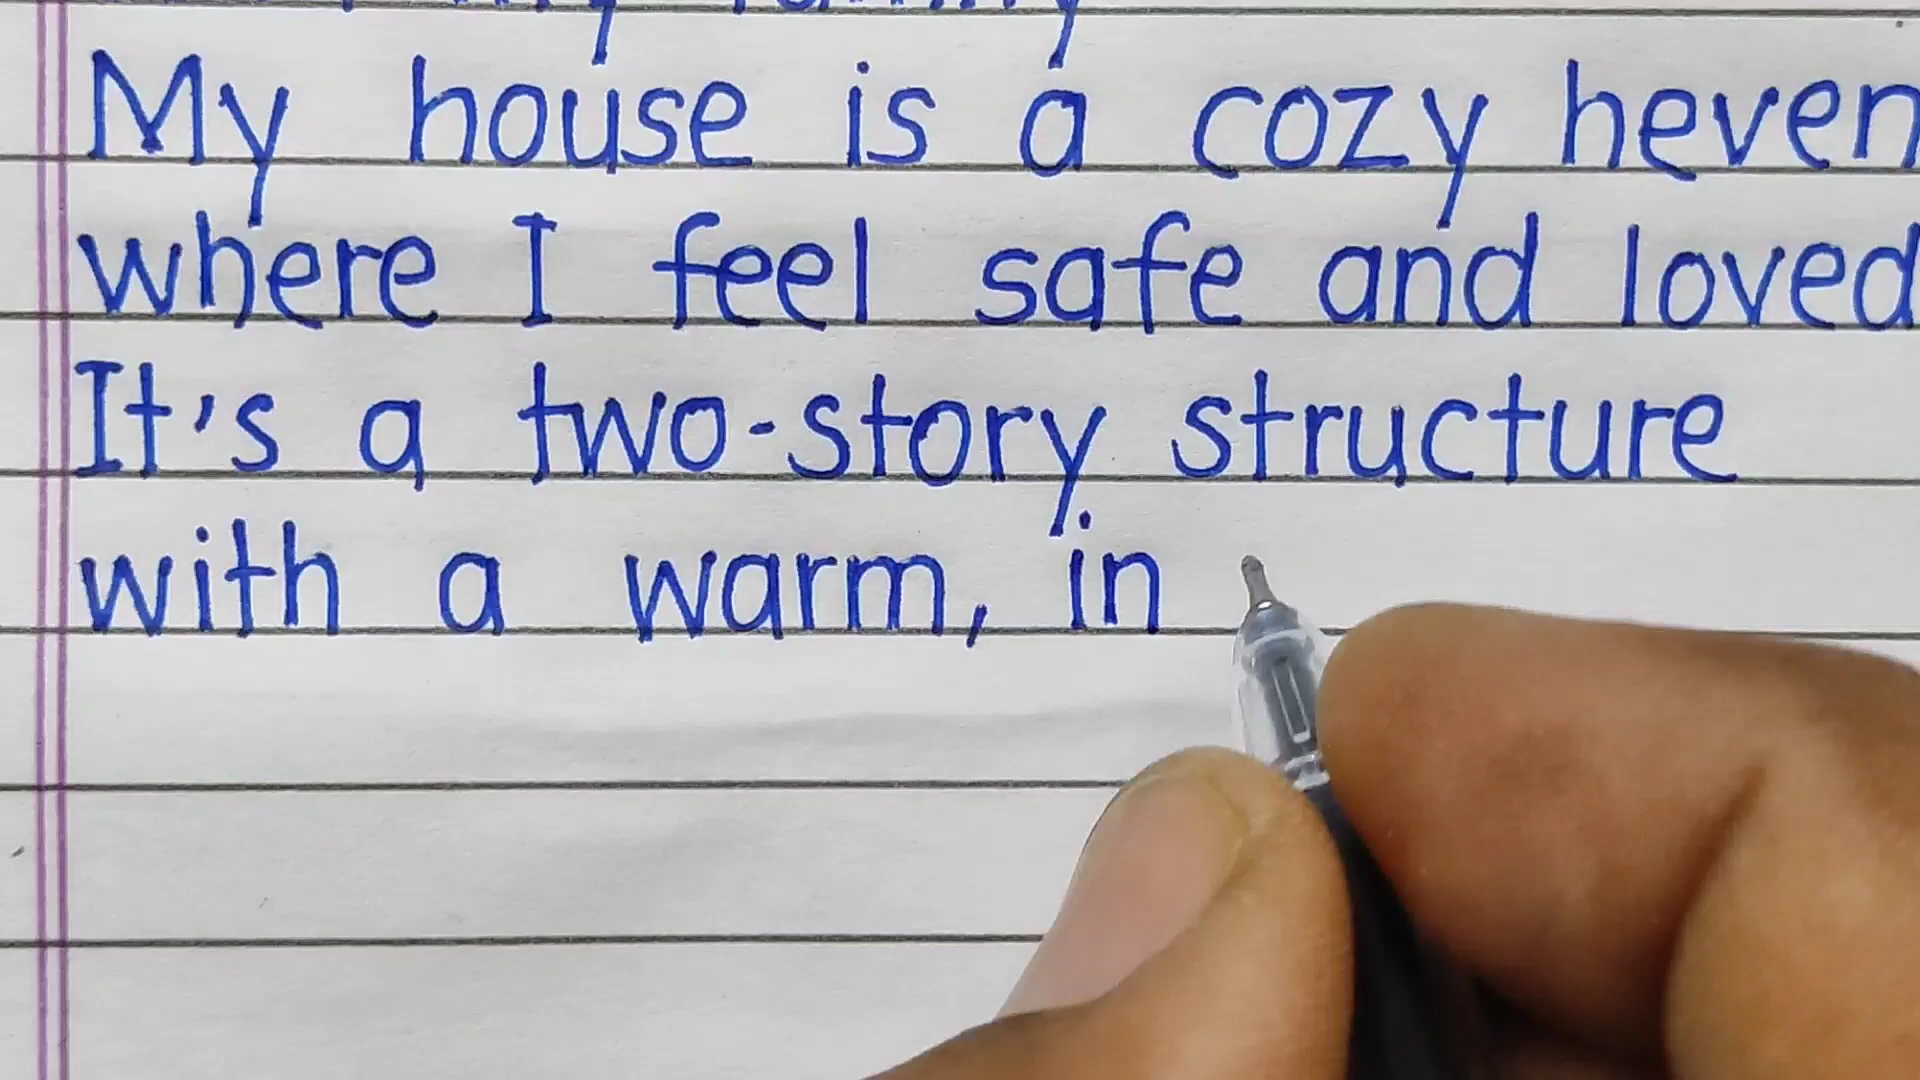 My house is a cozy heven
where I feel safe and loved
It's a two-story structure
with a warm, in